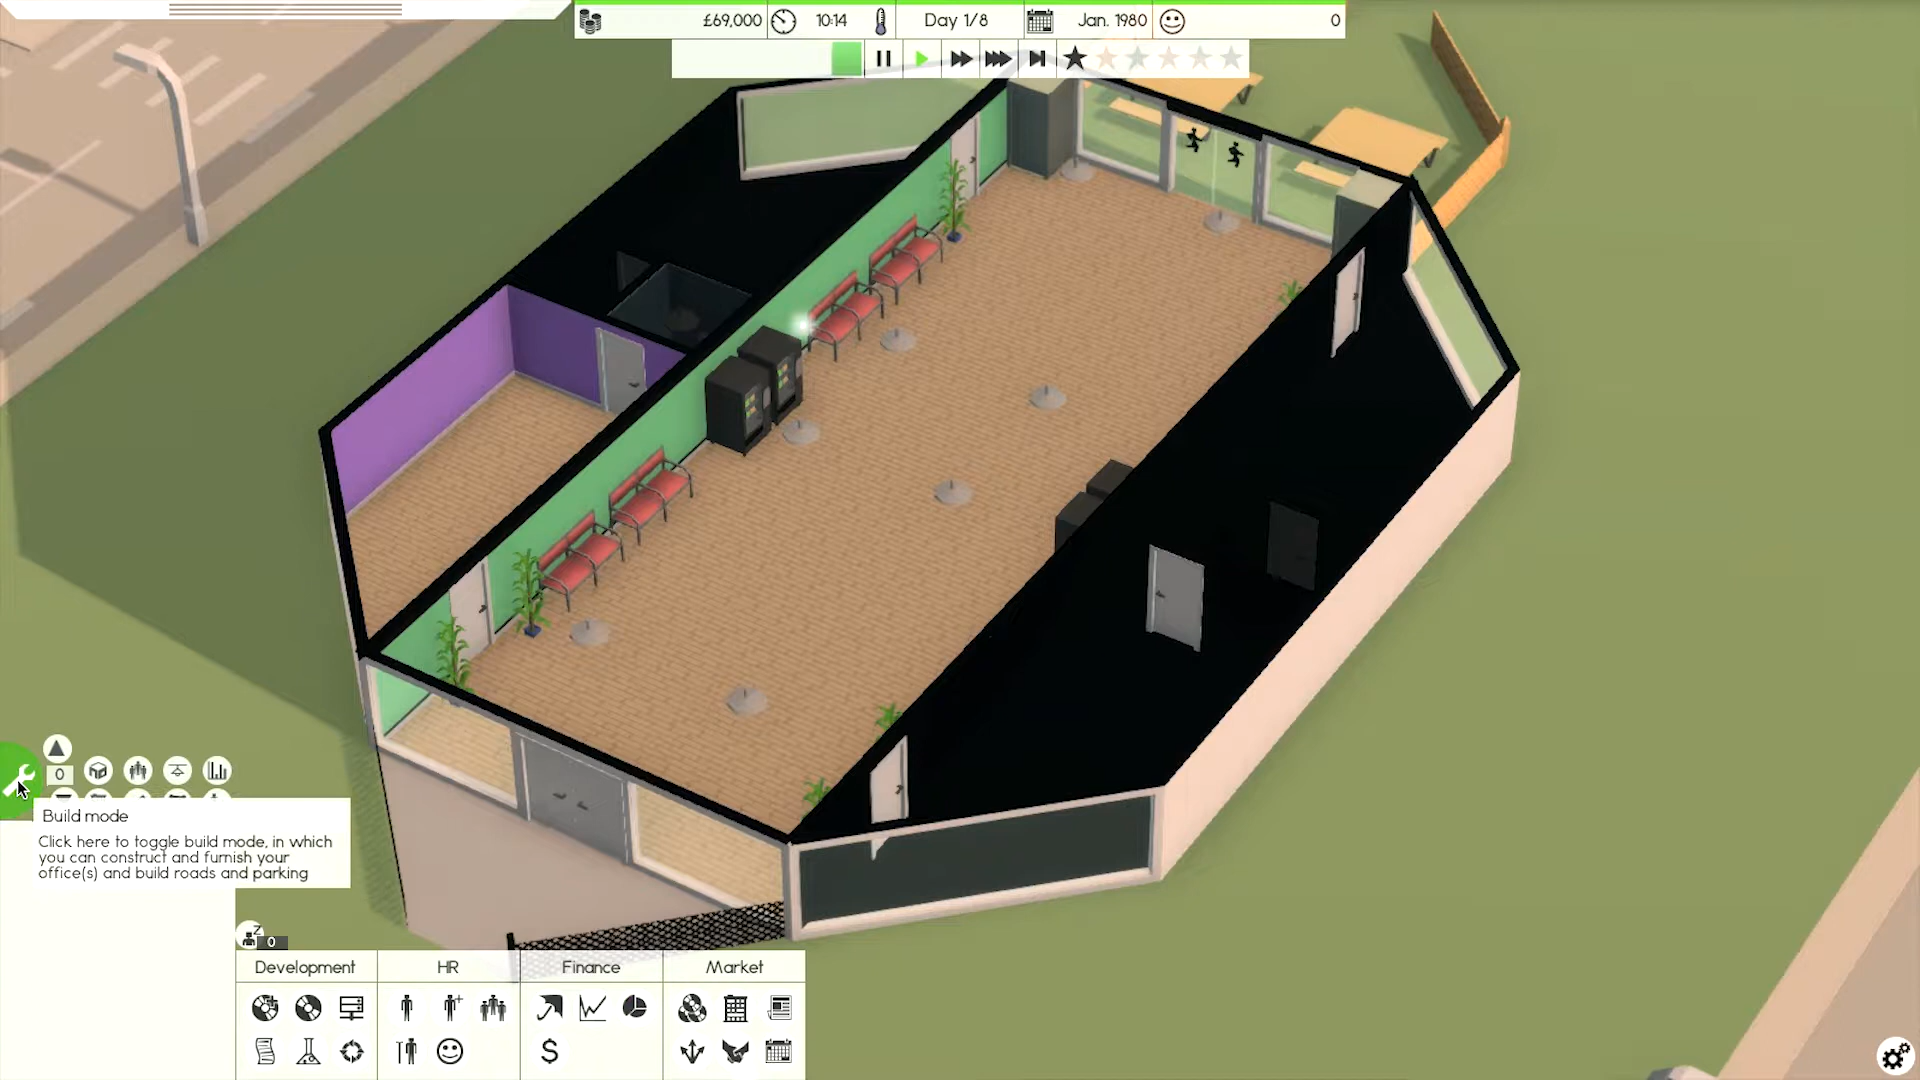 £69,000 10:14 Day 1/8 Jan. 1980 0
0
Build mode
Click here to toggle build mode, in which
you can construct and furnish your
office(s) and build roads and parking
z
0
Development HR Finance Market
$